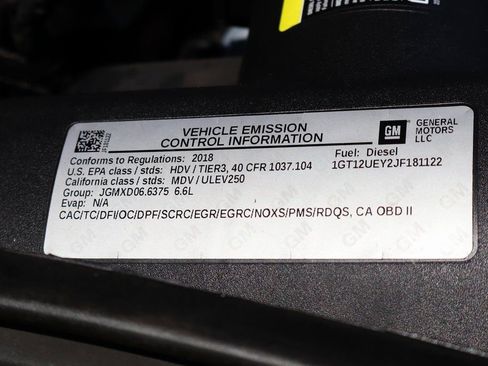 VEHICLE EMISSION
CONTROL INFORMATION
GM
GENERAL
MOTORS
LLC
Conforms to Regulations: 2018
Fuel: Diesel
U.S. EPA class / stds: HDV / TIER3, 40 CFR 1037.104
1GT12UEY2JF181122
California class / stds: MDV / ULEV250
Group: JGMXD06.6375 6.6L
Evap: N/A
CAC/TC/DFI/OC/DPF/SCRC/EGR/EGRC/NOXS/PMS/RDQS, CA OBD II